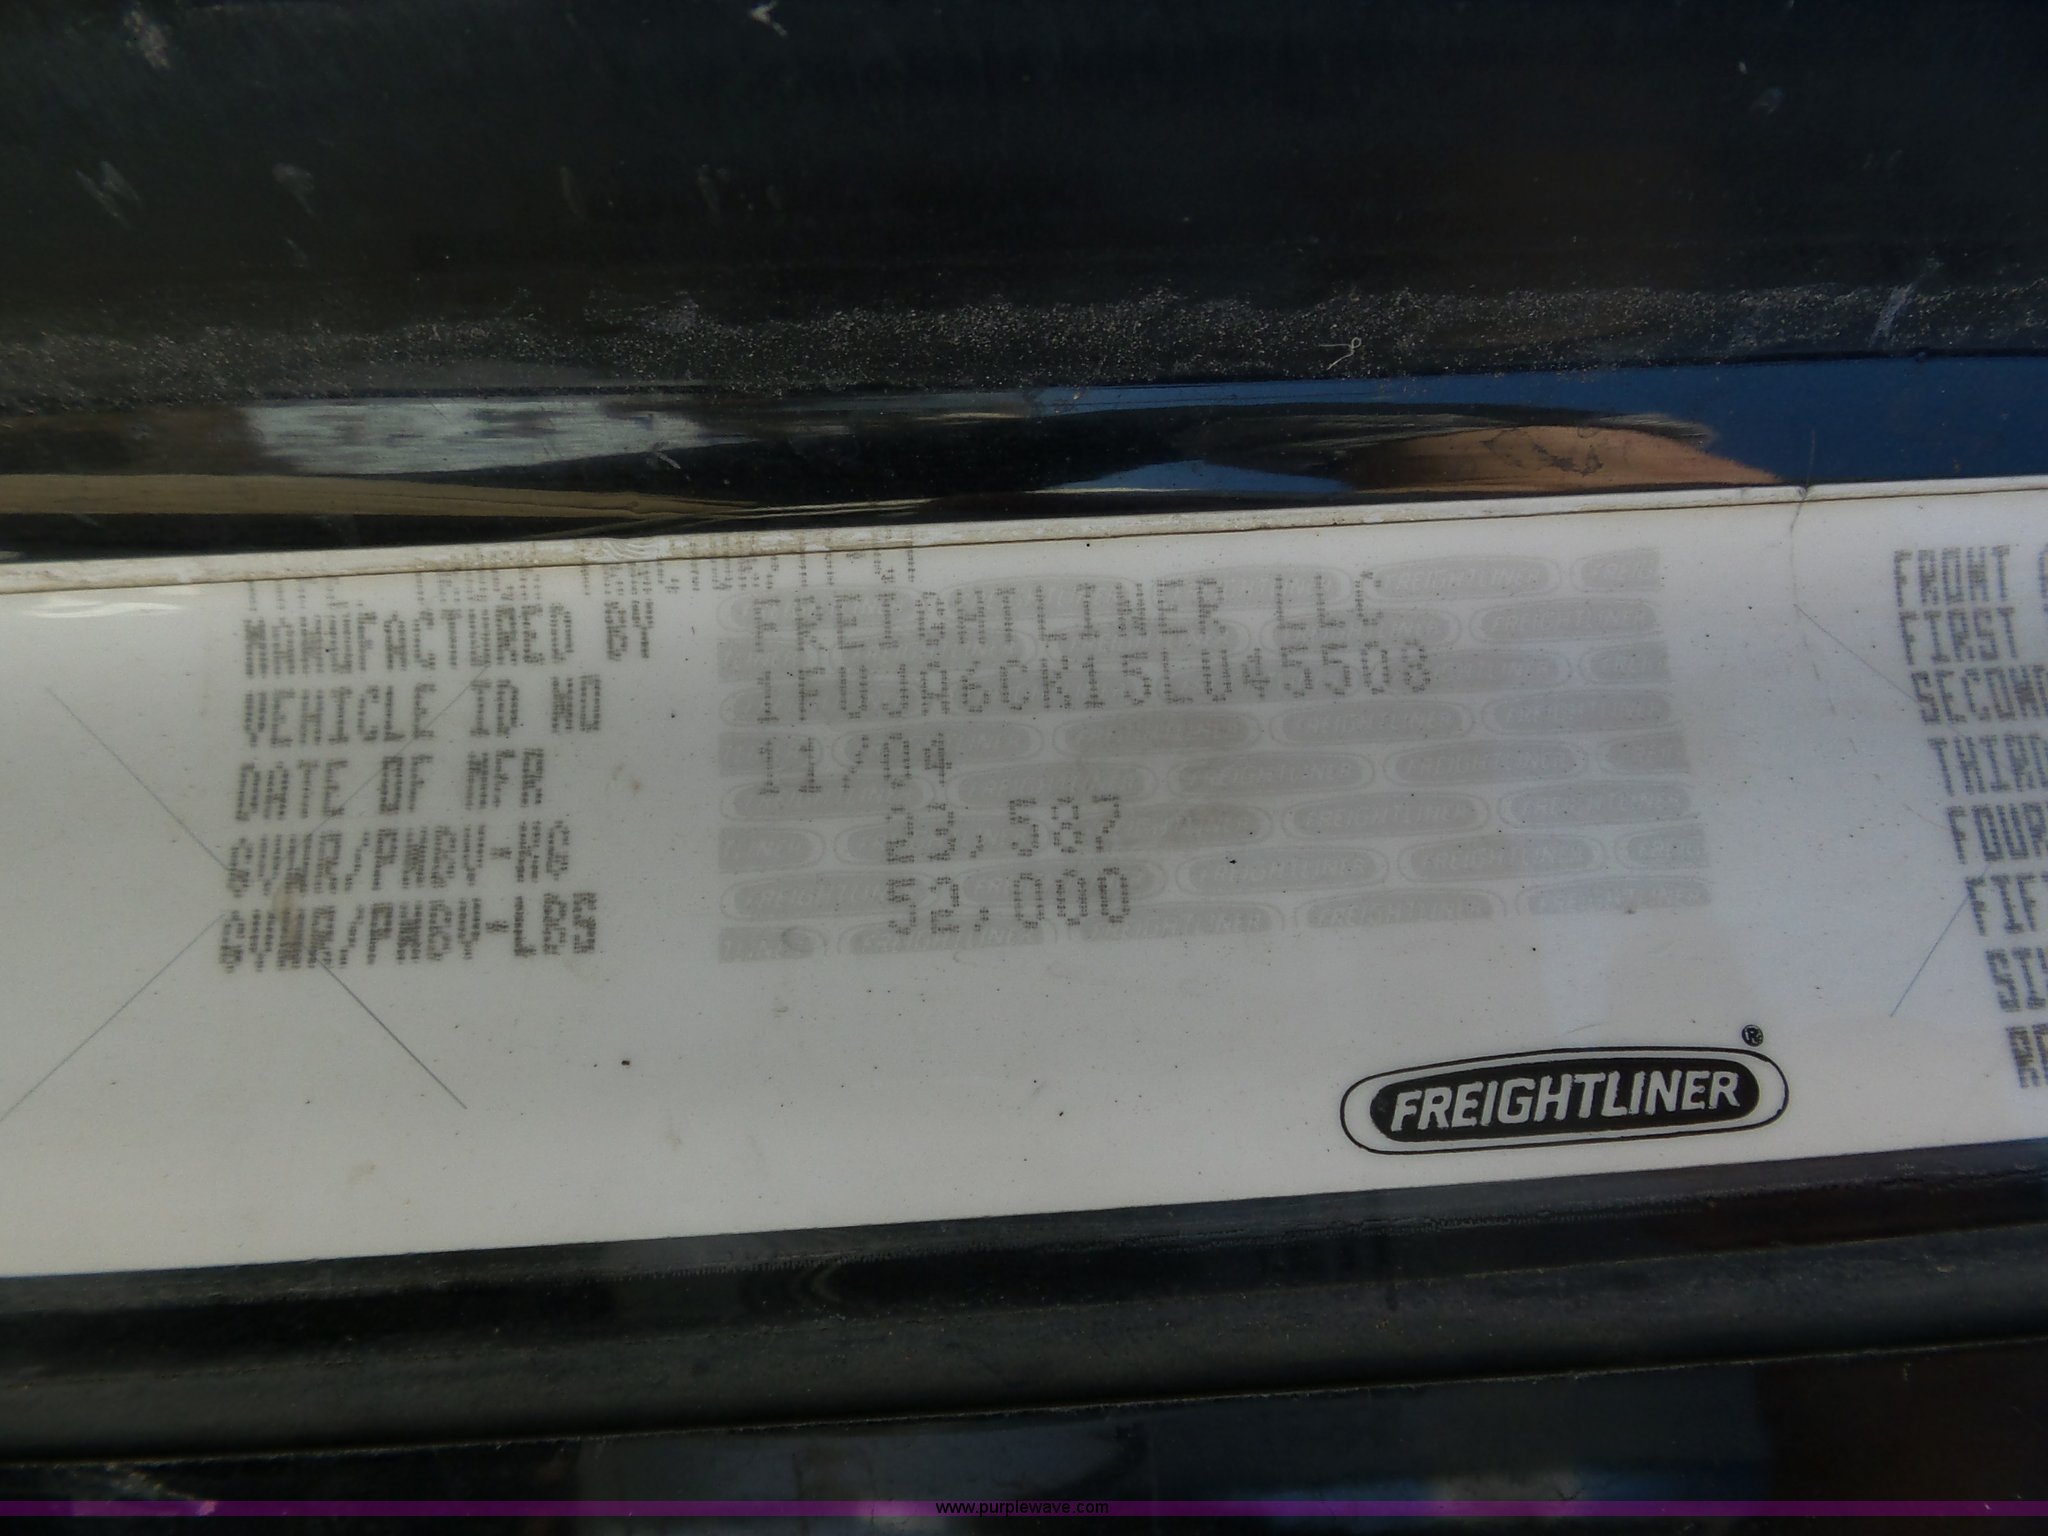 MANUFACTURED BY FREIGHTLINER LLC
VEHICLE ID NO 1FUJA6CK15LU45508
DATE OF MFR 11/04
GVWR/PNBV - KG 23,587
GVWR/PNBV - LBS 52,000
FREIGHTLINER ®
FRONT
FIRST
SECOND
THIRD
www.purplewave.com